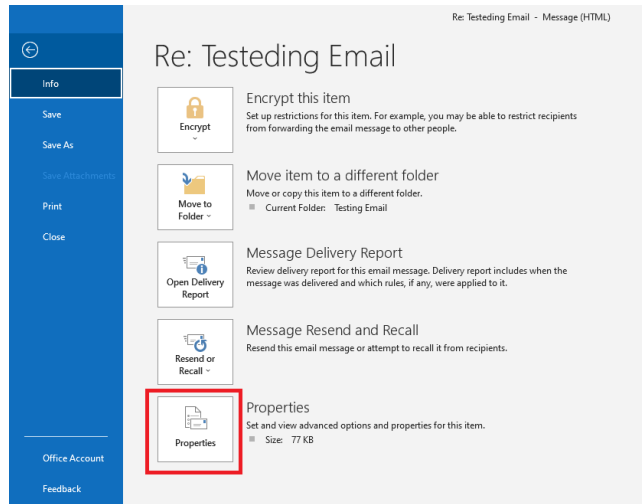 Re: Testeding Email - Message (HTML)
Re: Testeding Email
Info
Save
Save As
Save Attachments
Print
Close
Office Account
Feedback
Encrypt
Encrypt this item
Set up restrictions for this item. For example, you may be able to restrict recipients
from forwarding the email message to other people.
Move to
Folder
Move item to a different folder
Move or copy this item to a different folder.
Current Folder: Testing Email
Open Delivery
Report
Message Delivery Report
Review delivery report for this email message. Delivery report includes when the
message was delivered and which rules, if any, were applied to it.
Resend or
Recall
Message Resend and Recall
Resend this email message or attempt to recall it from recipients.
Properties
Properties
Set and view advanced options and properties for this item.
Size: 77 KB